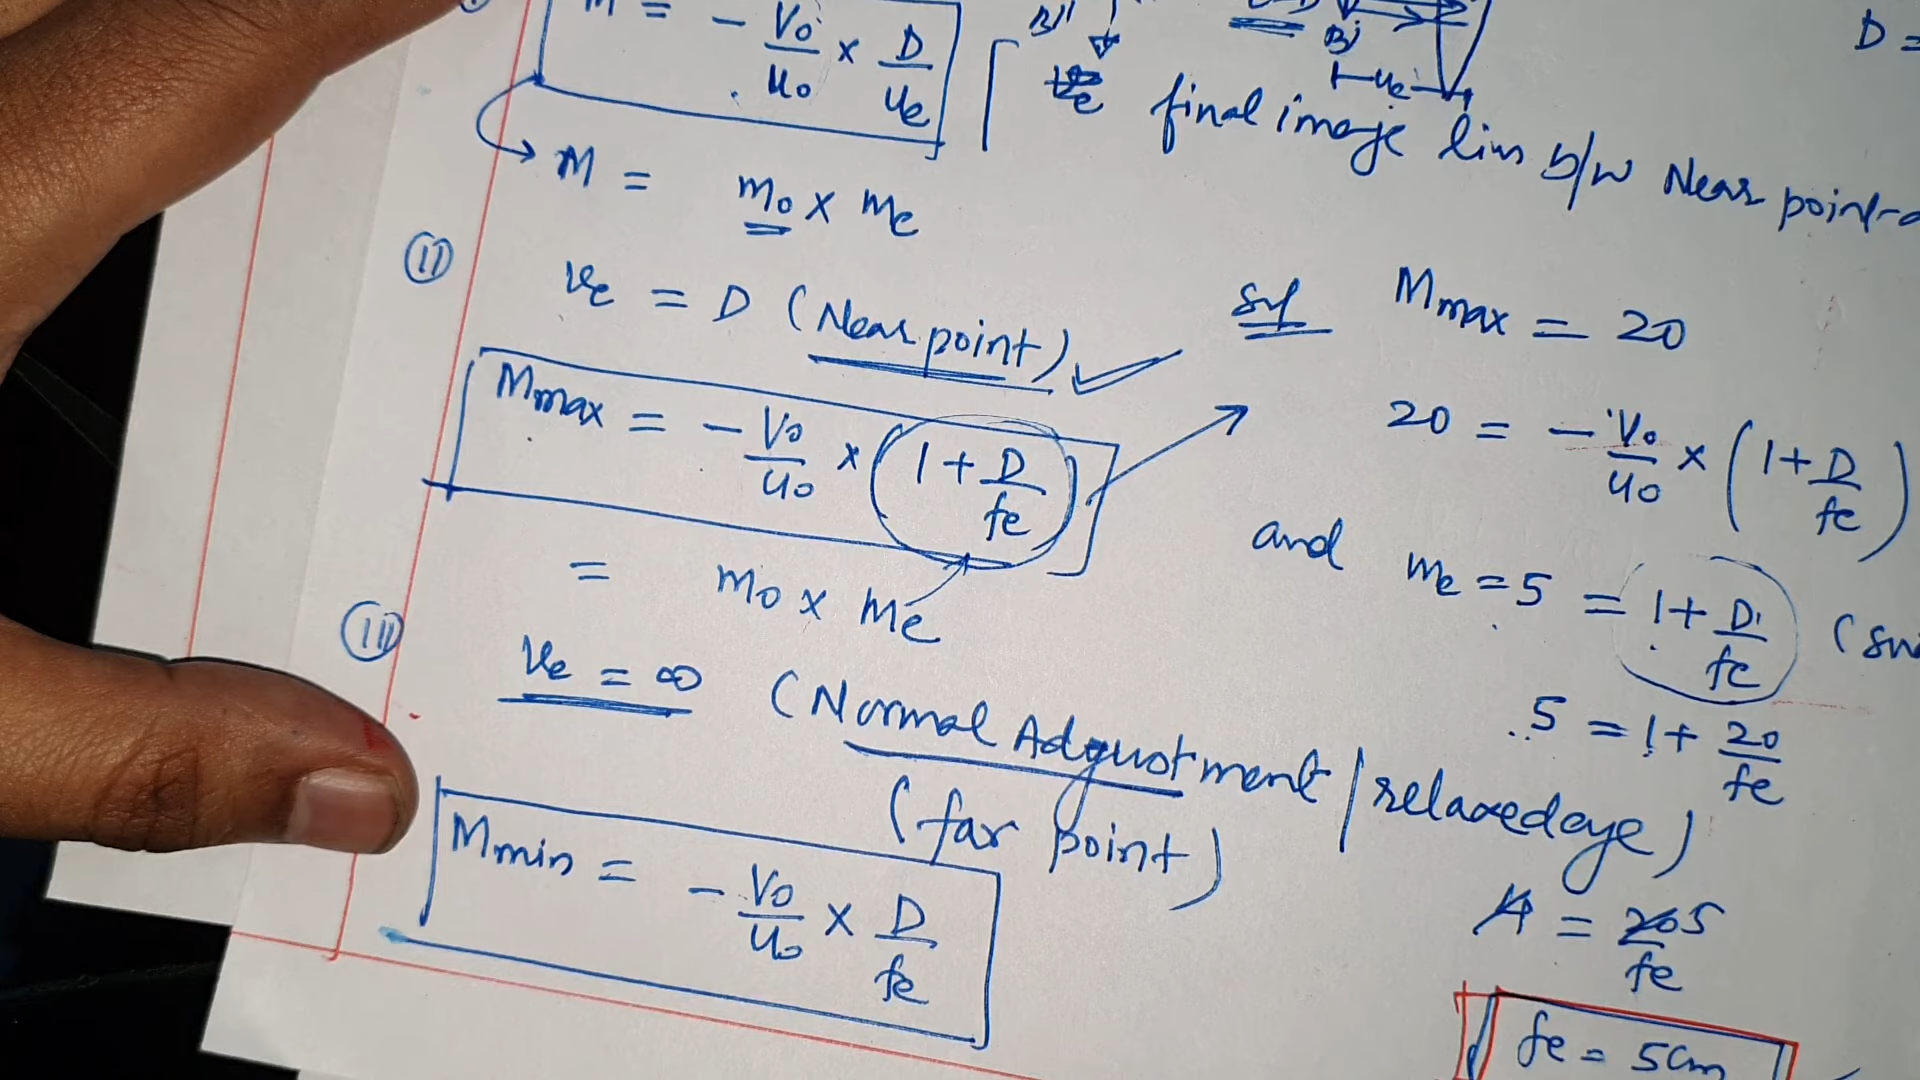 M = - Vo/uo × D/ue
M = mo × me
ue
final image lies b/w Near point
D =
(II)
ve = D (Near point)
Mmax = - Vo/uo × (1 + D/fe)
= mo × me
(III)
ve = ∞ (Normal Adjustment / relaxed eye)
(far point)
Mmin = - Vo/uo × D/fe
Sol Mmax = 20
20 = - Vo/uo × (1 + D/fe)
and me = 5 = 1 + D/fe
5 = 1 + 20/fe
4 = 20 5/fe
fe = 5cm